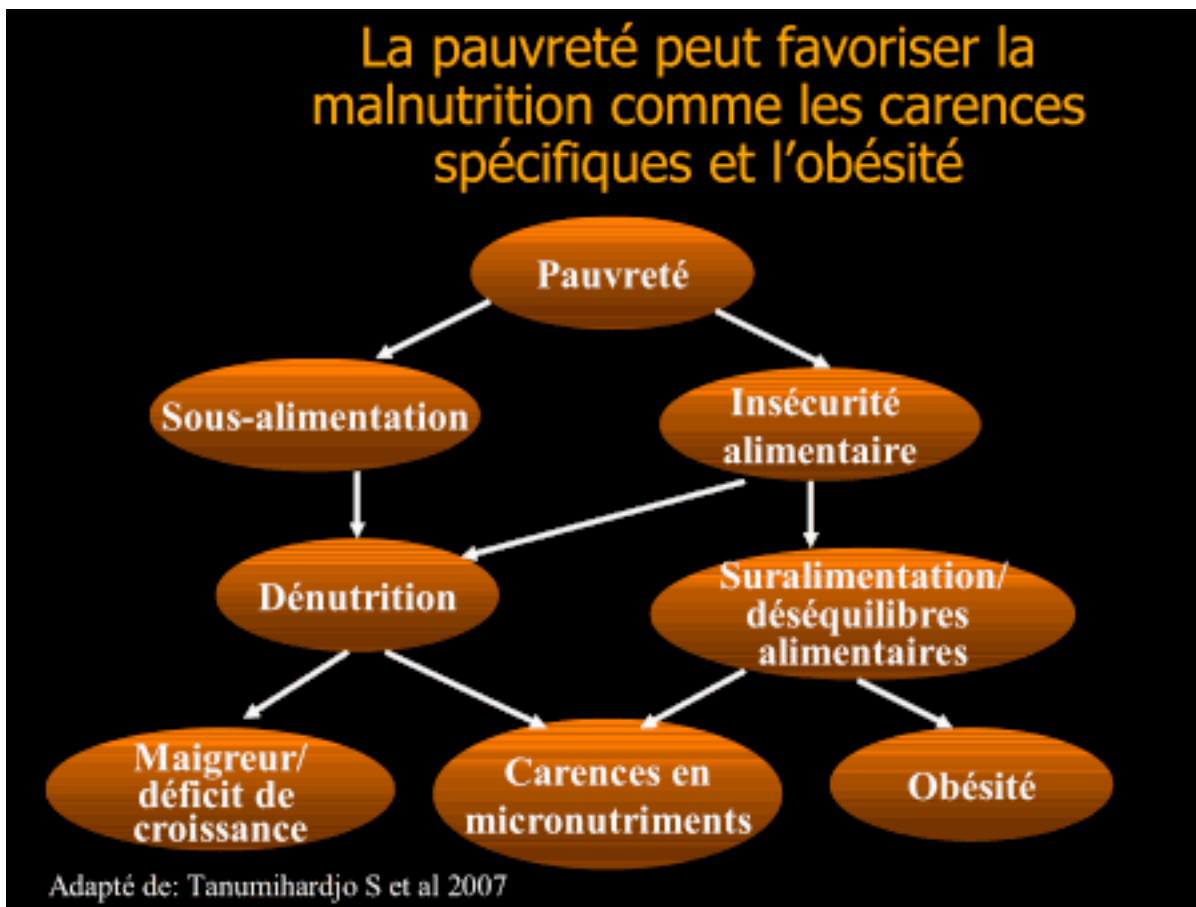 La pauvreté peut favoriser la
malnutrition comme les carences
spécifiques et l’obésité
Pauvreté
Sous-alimentation
Insécurité
alimentaire
Dénutrition
Suralimentation/
déséquilibres
alimentaires
Maigreur/
déficit de
croissance
Carences en
micronutriments
Obésité
Adapté de: Tanumihardjo S et al 2007